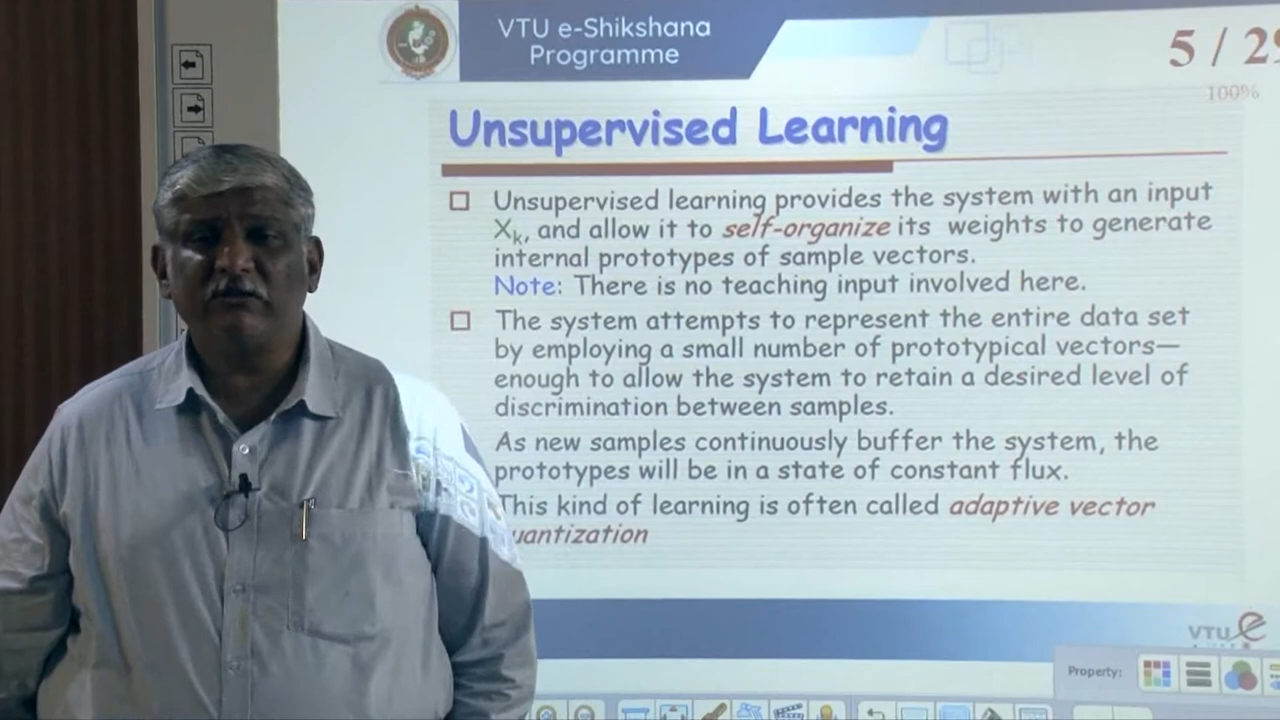 VTU e-Shikshana
Programme
5 / 29
100%
Unsupervised Learning
Unsupervised learning provides the system with an input
Xk, and allow it to self-organize its weights to generate
internal prototypes of sample vectors.
Note: There is no teaching input involved here.
The system attempts to represent the entire data set
by employing a small number of prototypical vectors—
enough to allow the system to retain a desired level of
discrimination between samples.
As new samples continuously buffer the system, the
prototypes will be in a state of constant flux.
This kind of learning is often called adaptive vector
uantization
VTU e
Property: